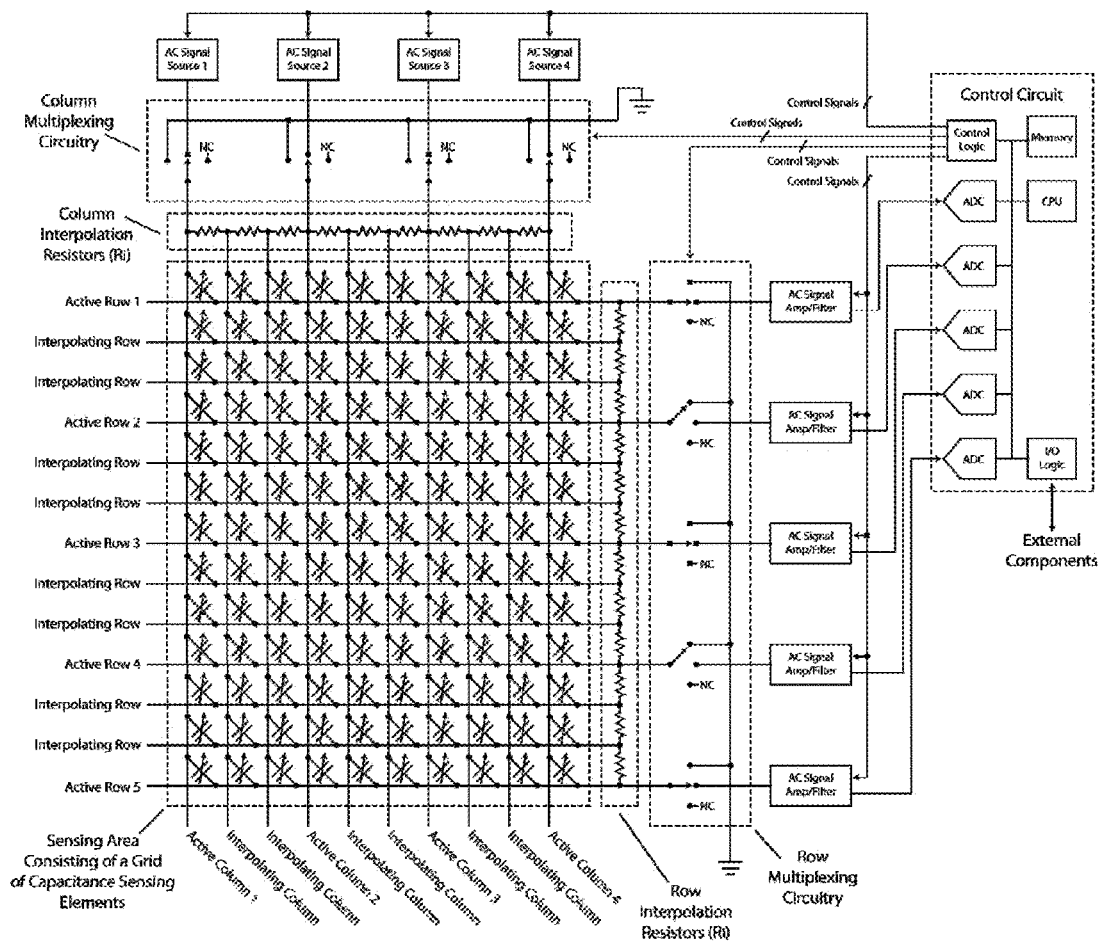 AC Signal
Source 1
AC Signal
Source 2
AC Signal
Source 3
AC Signal
Source 4
Column
Multiplexing
Circuitry
NC
NC
NC
NC
Control Signals
Control Signals
Control Signals
Control Signals
Control Circuit
Control
Logic
Memory
ADC
CPU
ADC
ADC
ADC
ADC
I/O
Logic
External
Components
Column
Interpolation
Resistors (Ri)
Active Row 1
Interpolating Row
Interpolating Row
Active Row 2
Interpolating Row
Interpolating Row
Active Row 3
Interpolating Row
Interpolating Row
Active Row 4
Interpolating Row
Interpolating Row
Active Row 5
NC
NC
NC
NC
NC
AC Signal
Amp/Filter
AC Signal
Amp/Filter
AC Signal
Amp/Filter
AC Signal
Amp/Filter
AC Signal
Amp/Filter
Sensing Area
Consisting of a Grid
of Capacitance Sensing
Elements
Active Column 1
Interpolating Column
Interpolating Column
Active Column 2
Interpolating Column
Interpolating Column
Active Column 3
Interpolating Column
Interpolating Column
Active Column 4
Row
Interpolation
Resistors (Ri)
Row
Multiplexing
Circuitry